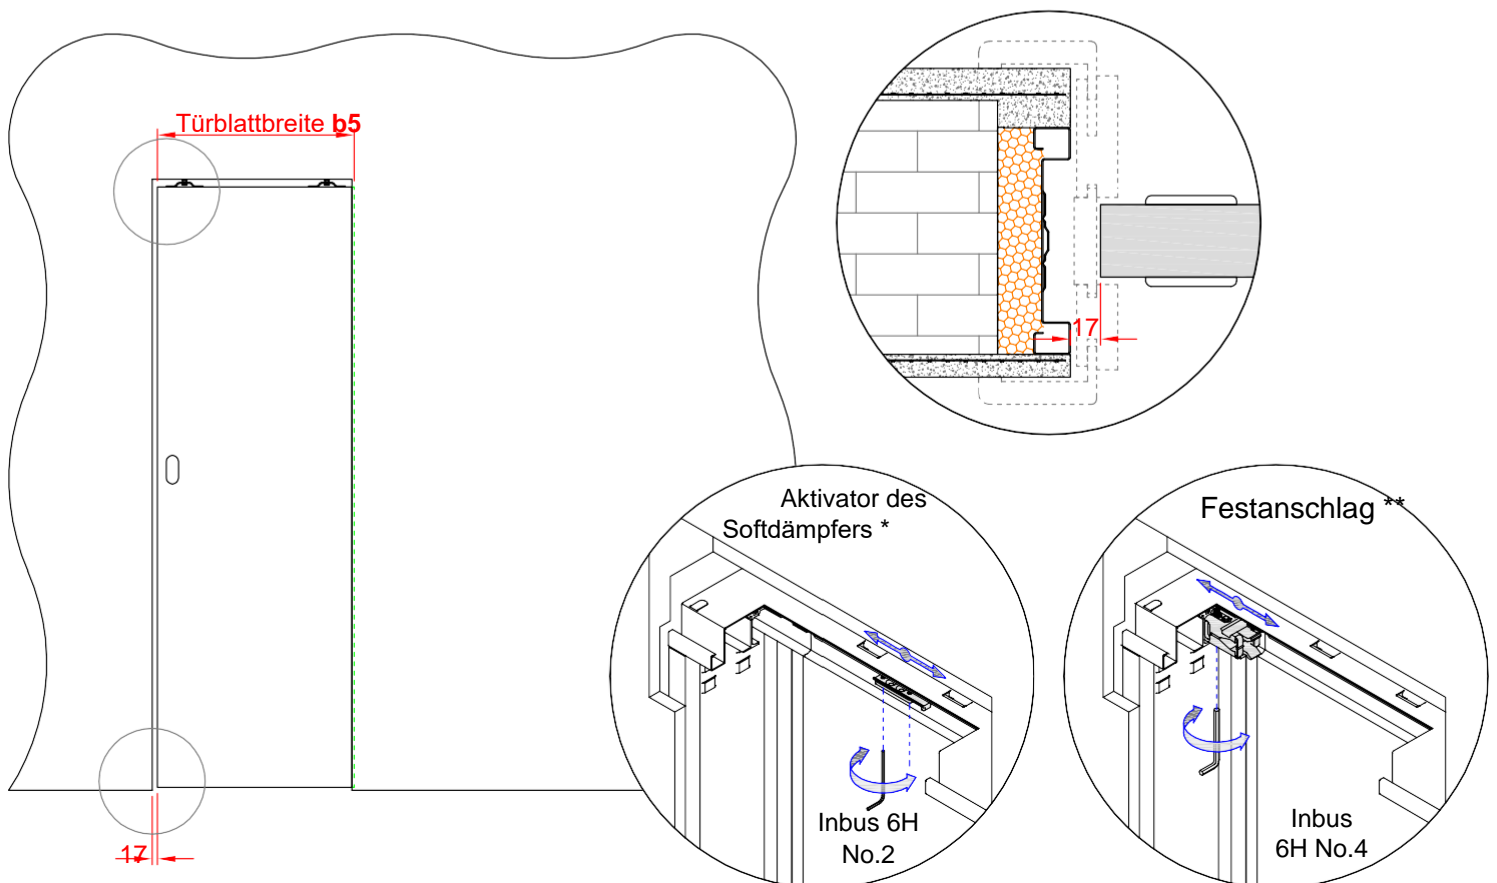 Türblattbreite b5
17
17
Aktivator des
Softdämpfers *
Inbus 6H
No.2
Festanschlag **
Inbus
6H No.4